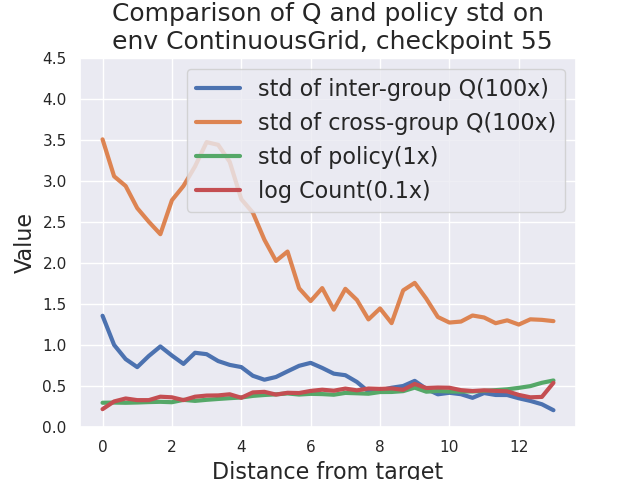 Comparison of Q and policy std on
env ContinuousGrid, checkpoint 55
4.5
4.0
3.5
3.0
2.5
2.0
1.5
1.0
0.5
0.0
Value
std of inter-group Q(100x)
std of cross-group Q(100x)
std of policy(1x)
log Count(0.1x)
0 2 4 6 8 10 12
Distance from target